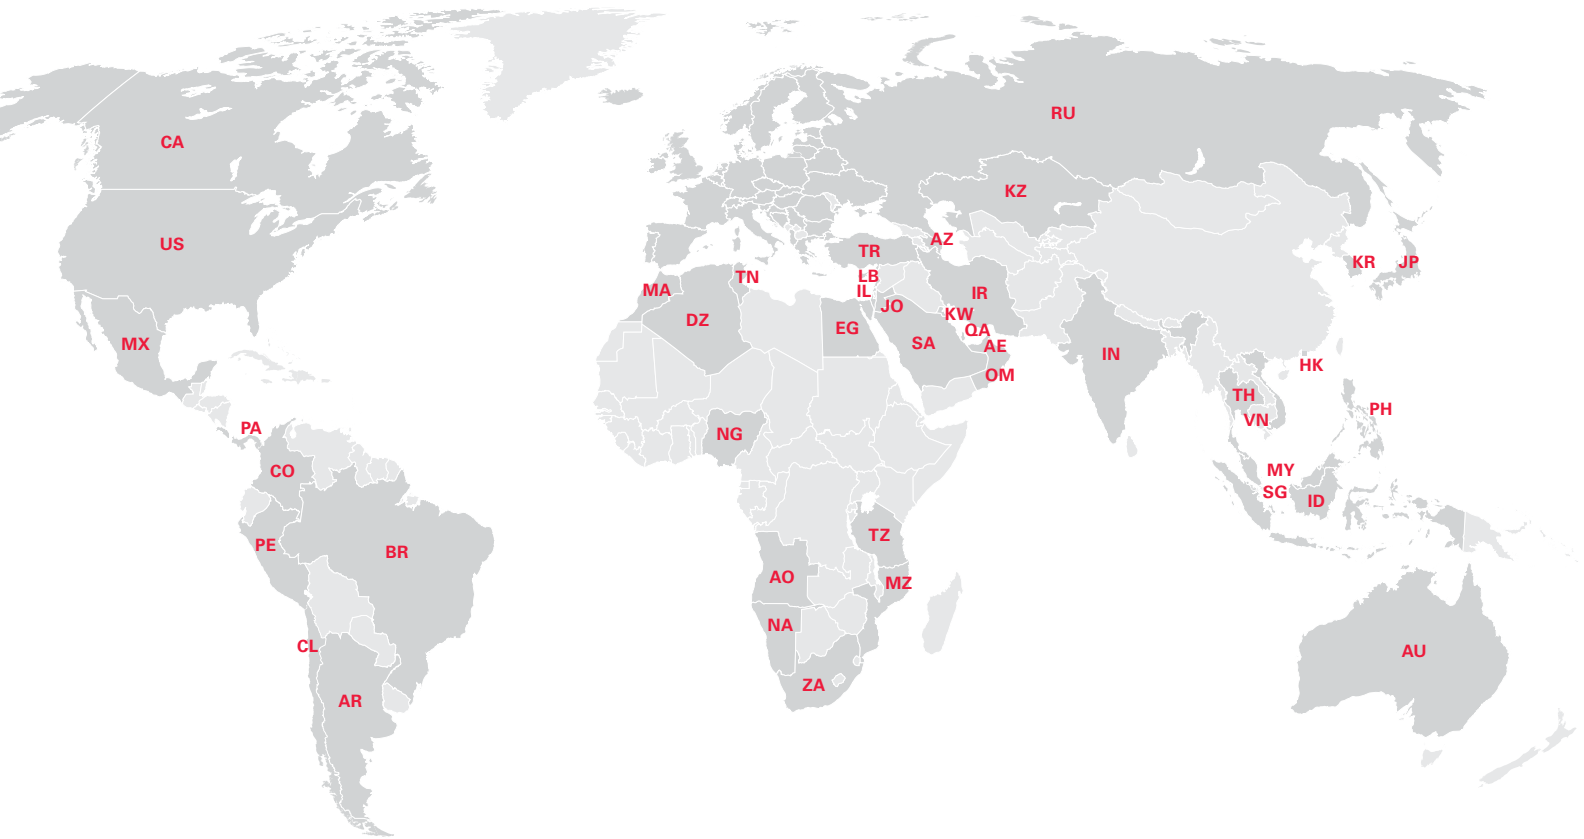 RU
CA
KZ
US
AZ
TR
KR
JP
LB
TN
MA
IL
IR
JO
KW
DZ
EG
QA
MX
SA
AE
IN
HK
OM
TH
PH
VN
PA
NG
CO
MY
SG
ID
TZ
PE
BR
AO
MZ
NA
CL
AU
ZA
AR